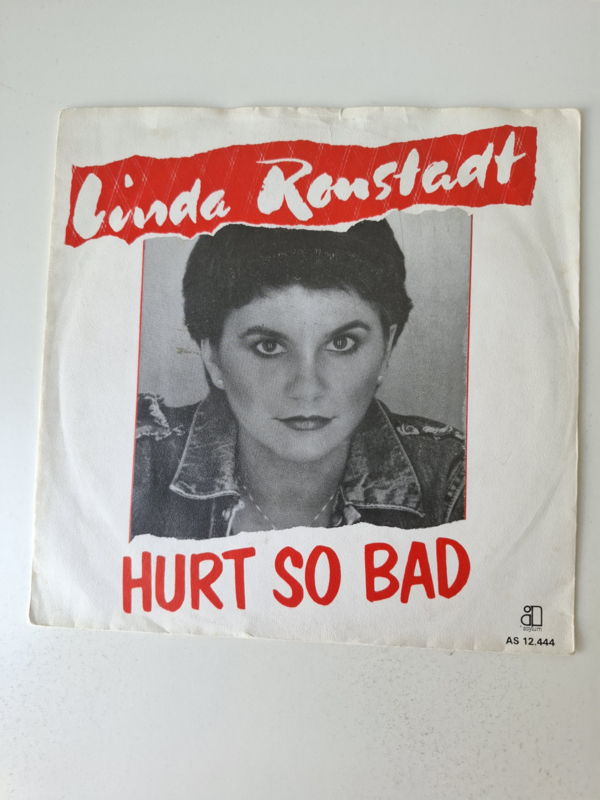 Linda Ronstadt
HURT SO BAD
asylum
AS 12.444